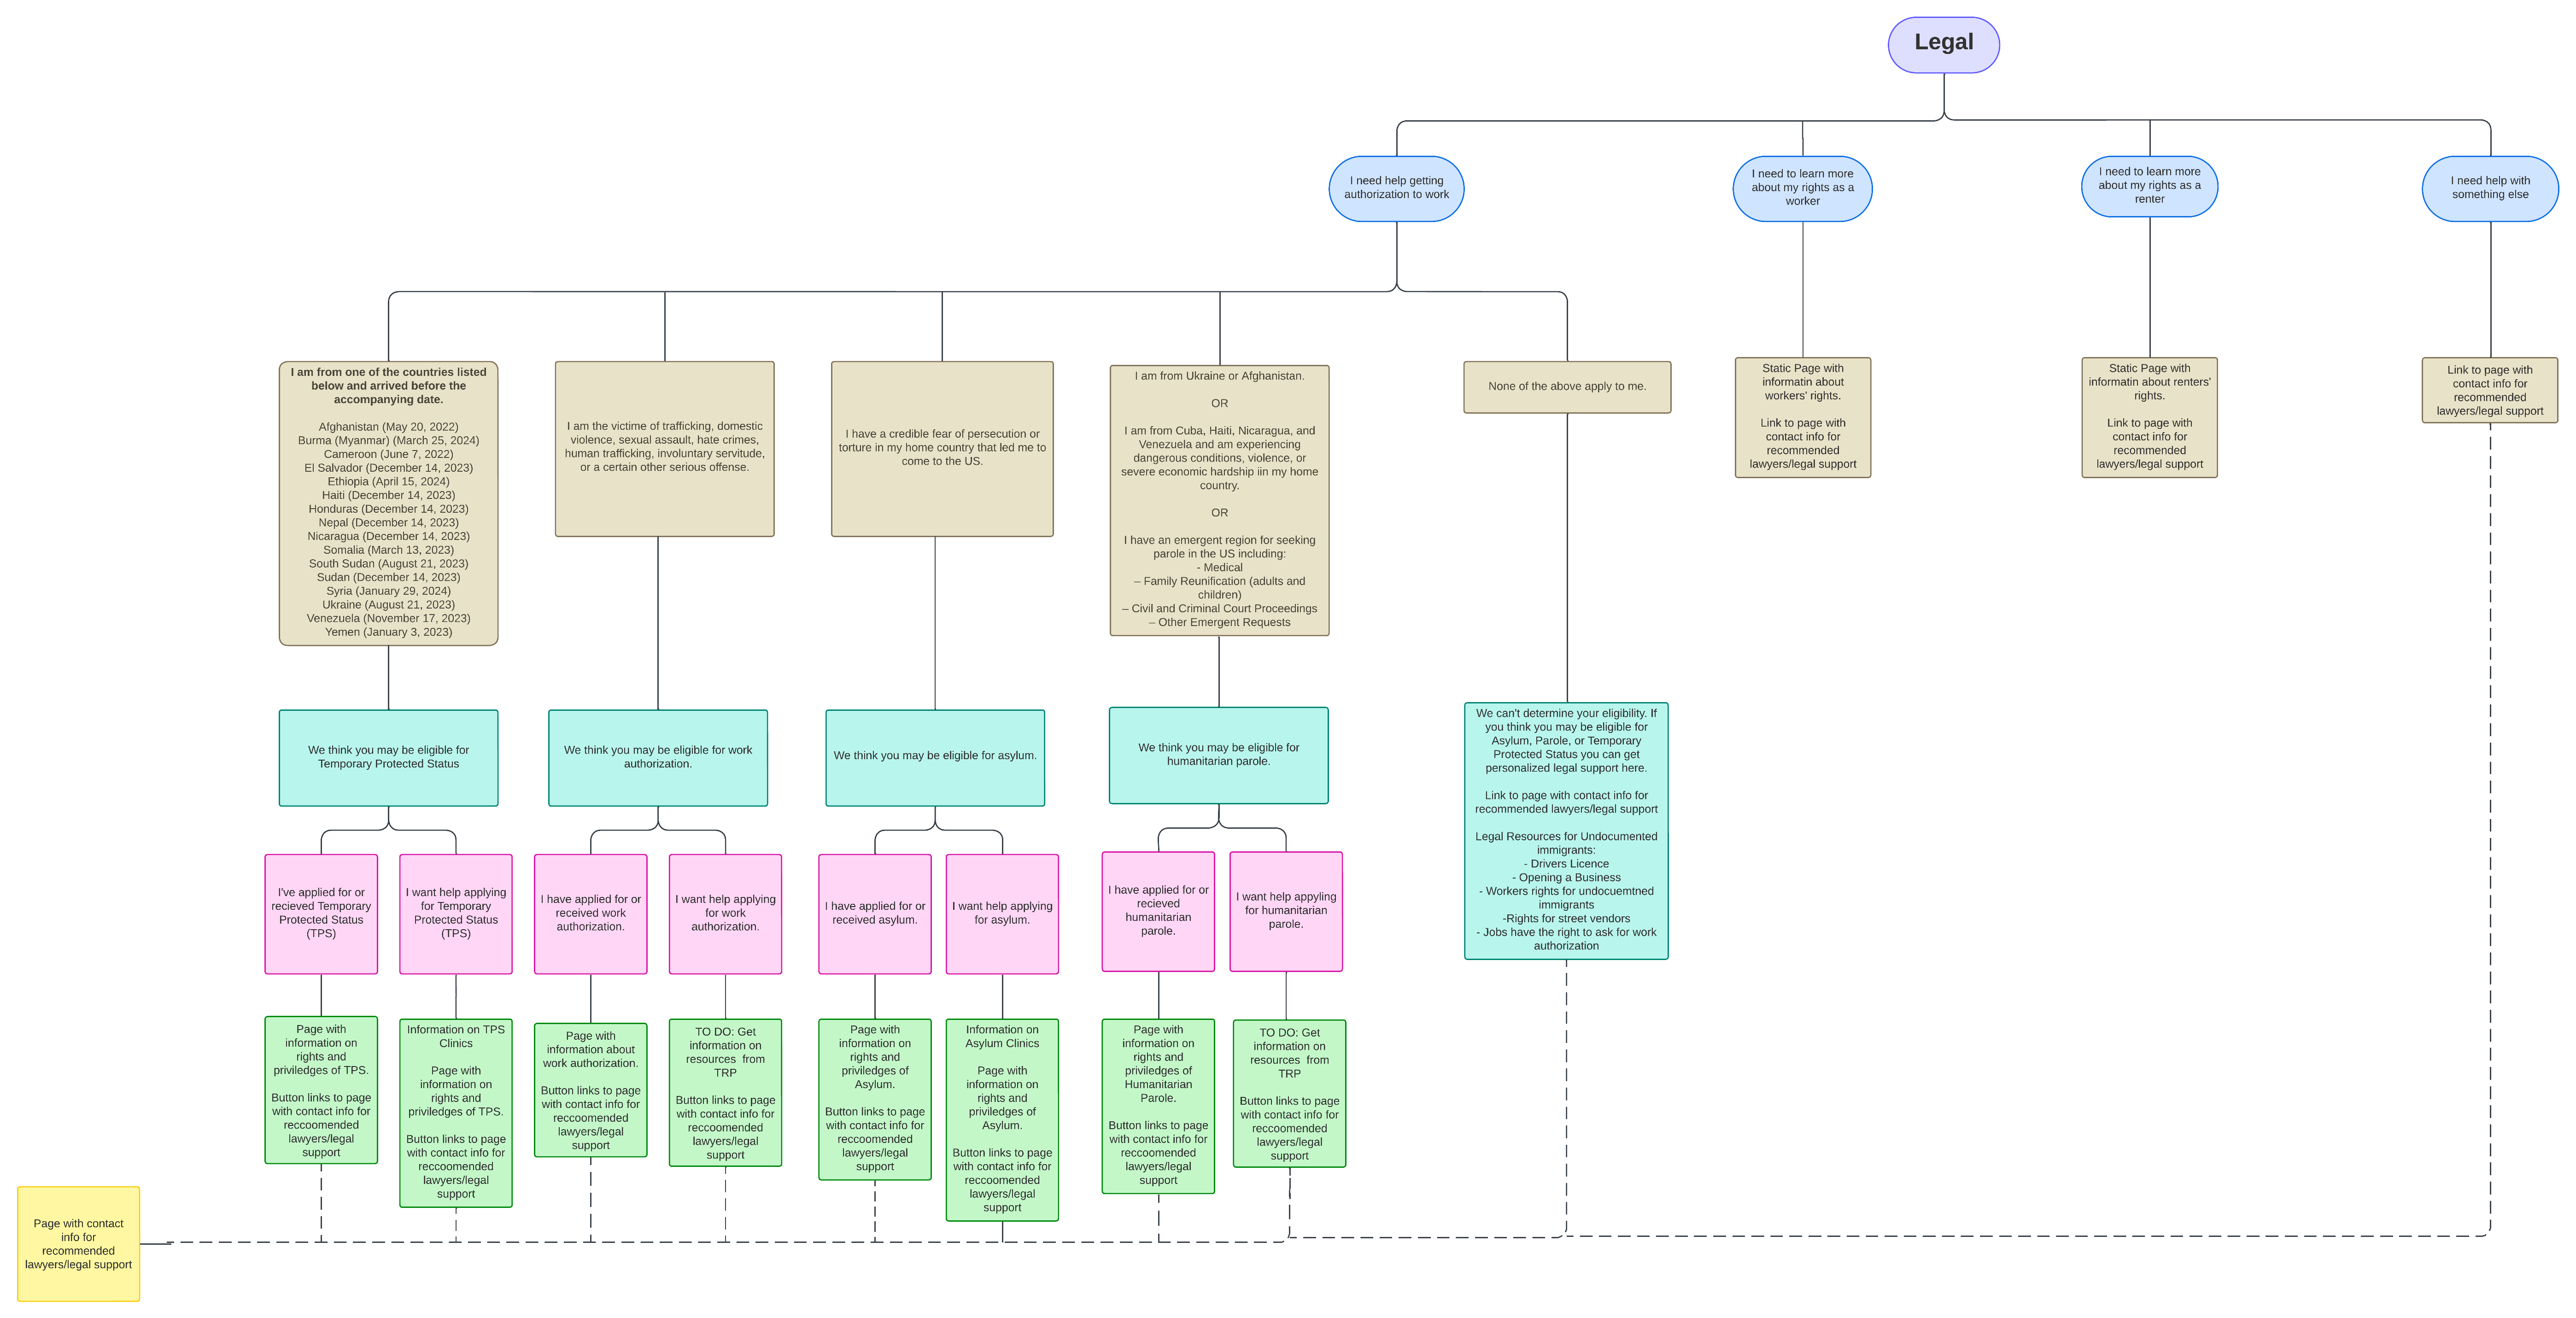 Legal
I need help getting
authorization to work
I need to learn more
about my rights as a
worker
I need to learn more
about my rights as a
renter
I need help with
something else
I am from one of the countries listed
below and arrived before the
accompanying date.
Afghanistan (May 20, 2022)
Burma (Myanmar) (March 25, 2024)
Cameroon (June 7, 2022)
El Salvador (December 14, 2023)
Ethiopia (April 15, 2024)
Haiti (December 14, 2023)
Honduras (December 14, 2023)
Nepal (December 14, 2023)
Nicaragua (December 14, 2023)
Somalia (March 13, 2023)
South Sudan (August 21, 2023)
Sudan (December 14, 2023)
Syria (January 29, 2024)
Ukraine (August 21, 2023)
Venezuela (November 17, 2023)
Yemen (January 3, 2023)
I am the victime of trafficking, domestic
violence, sexual assault, hate crimes,
human trafficking, involuntary servitude,
or a certain other serious offense.
I have a credible fear of persecution or
torture in my home country that led me to
come to the US.
I am from Ukraine or Afghanistan.
OR
I am from Cuba, Haiti, Nicaragua, and
Venezuela and am experiencing
dangerous conditions, violence, or
severe economic hardship iin my home
country.
OR
I have an emergent region for seeking
parole in the US including:
- Medical
– Family Reunification (adults and
children)
– Civil and Criminal Court Proceedings
– Other Emergent Requests
None of the above apply to me.
Static Page with
informatin about
workers' rights.
Link to page with
contact info for
recommended
lawyers/legal support
Static Page with
informatin about renters'
rights.
Link to page with
contact info for
recommended
lawyers/legal support
Link to page with
contact info for
recommended
lawyers/legal support
We think you may be eligible for
Temporary Protected Status
We think you may be eligible for work
authorization.
We think you may be eligible for asylum.
We think you may be eligible for
humanitarian parole.
We can't determine your eligibility. If
you think you may be eligible for
Asylum, Parole, or Temporary
Protected Status you can get
personalized legal support here.
Link to page with contact info for
recommended lawyers/legal support
Legal Resources for Undocumented
immigrants:
- Drivers Licence
- Opening a Business
- Workers rights for undocuemtned
immigrants
-Rights for street vendors
- Jobs have the right to ask for work
authorization
I've applied for or
recieved Temporary
Protected Status
(TPS)
I want help applying
for Temporary
Protected Status
(TPS)
I have applied for or
received work
authorization.
I want help applying
for work
authorization.
I have applied for or
received asylum.
I want help applying
for asylum.
I have applied for or
recieved
humanitarian
parole.
I want help appyling
for humanitarian
parole.
Page with
information on
rights and
priviledges of TPS.
Button links to page
with contact info for
reccoomended
lawyers/legal
support
Information on TPS
Clinics
Page with
information on
rights and
priviledges of TPS.
Button links to page
with contact info for
reccoomended
lawyers/legal
support
Page with
information about
work authorization.
Button links to page
with contact info for
reccoomended
lawyers/legal
support
TO DO: Get
information on
resources from
TRP
Button links to page
with contact info for
reccoomended
lawyers/legal
support
Page with
information on
rights and
priviledges of
Asylum.
Button links to page
with contact info for
reccoomended
lawyers/legal
support
Information on
Asylum Clinics
Page with
information on
rights and
priviledges of
Asylum.
Button links to page
with contact info for
reccoomended
lawyers/legal
support
Page with
information on
rights and
priviledges of
Humanitarian
Parole.
Button links to page
with contact info for
reccoomended
lawyers/legal
support
TO DO: Get
information on
resources from
TRP
Button links to page
with contact info for
reccoomended
lawyers/legal
support
Page with contact
info for
recommended
lawyers/legal support